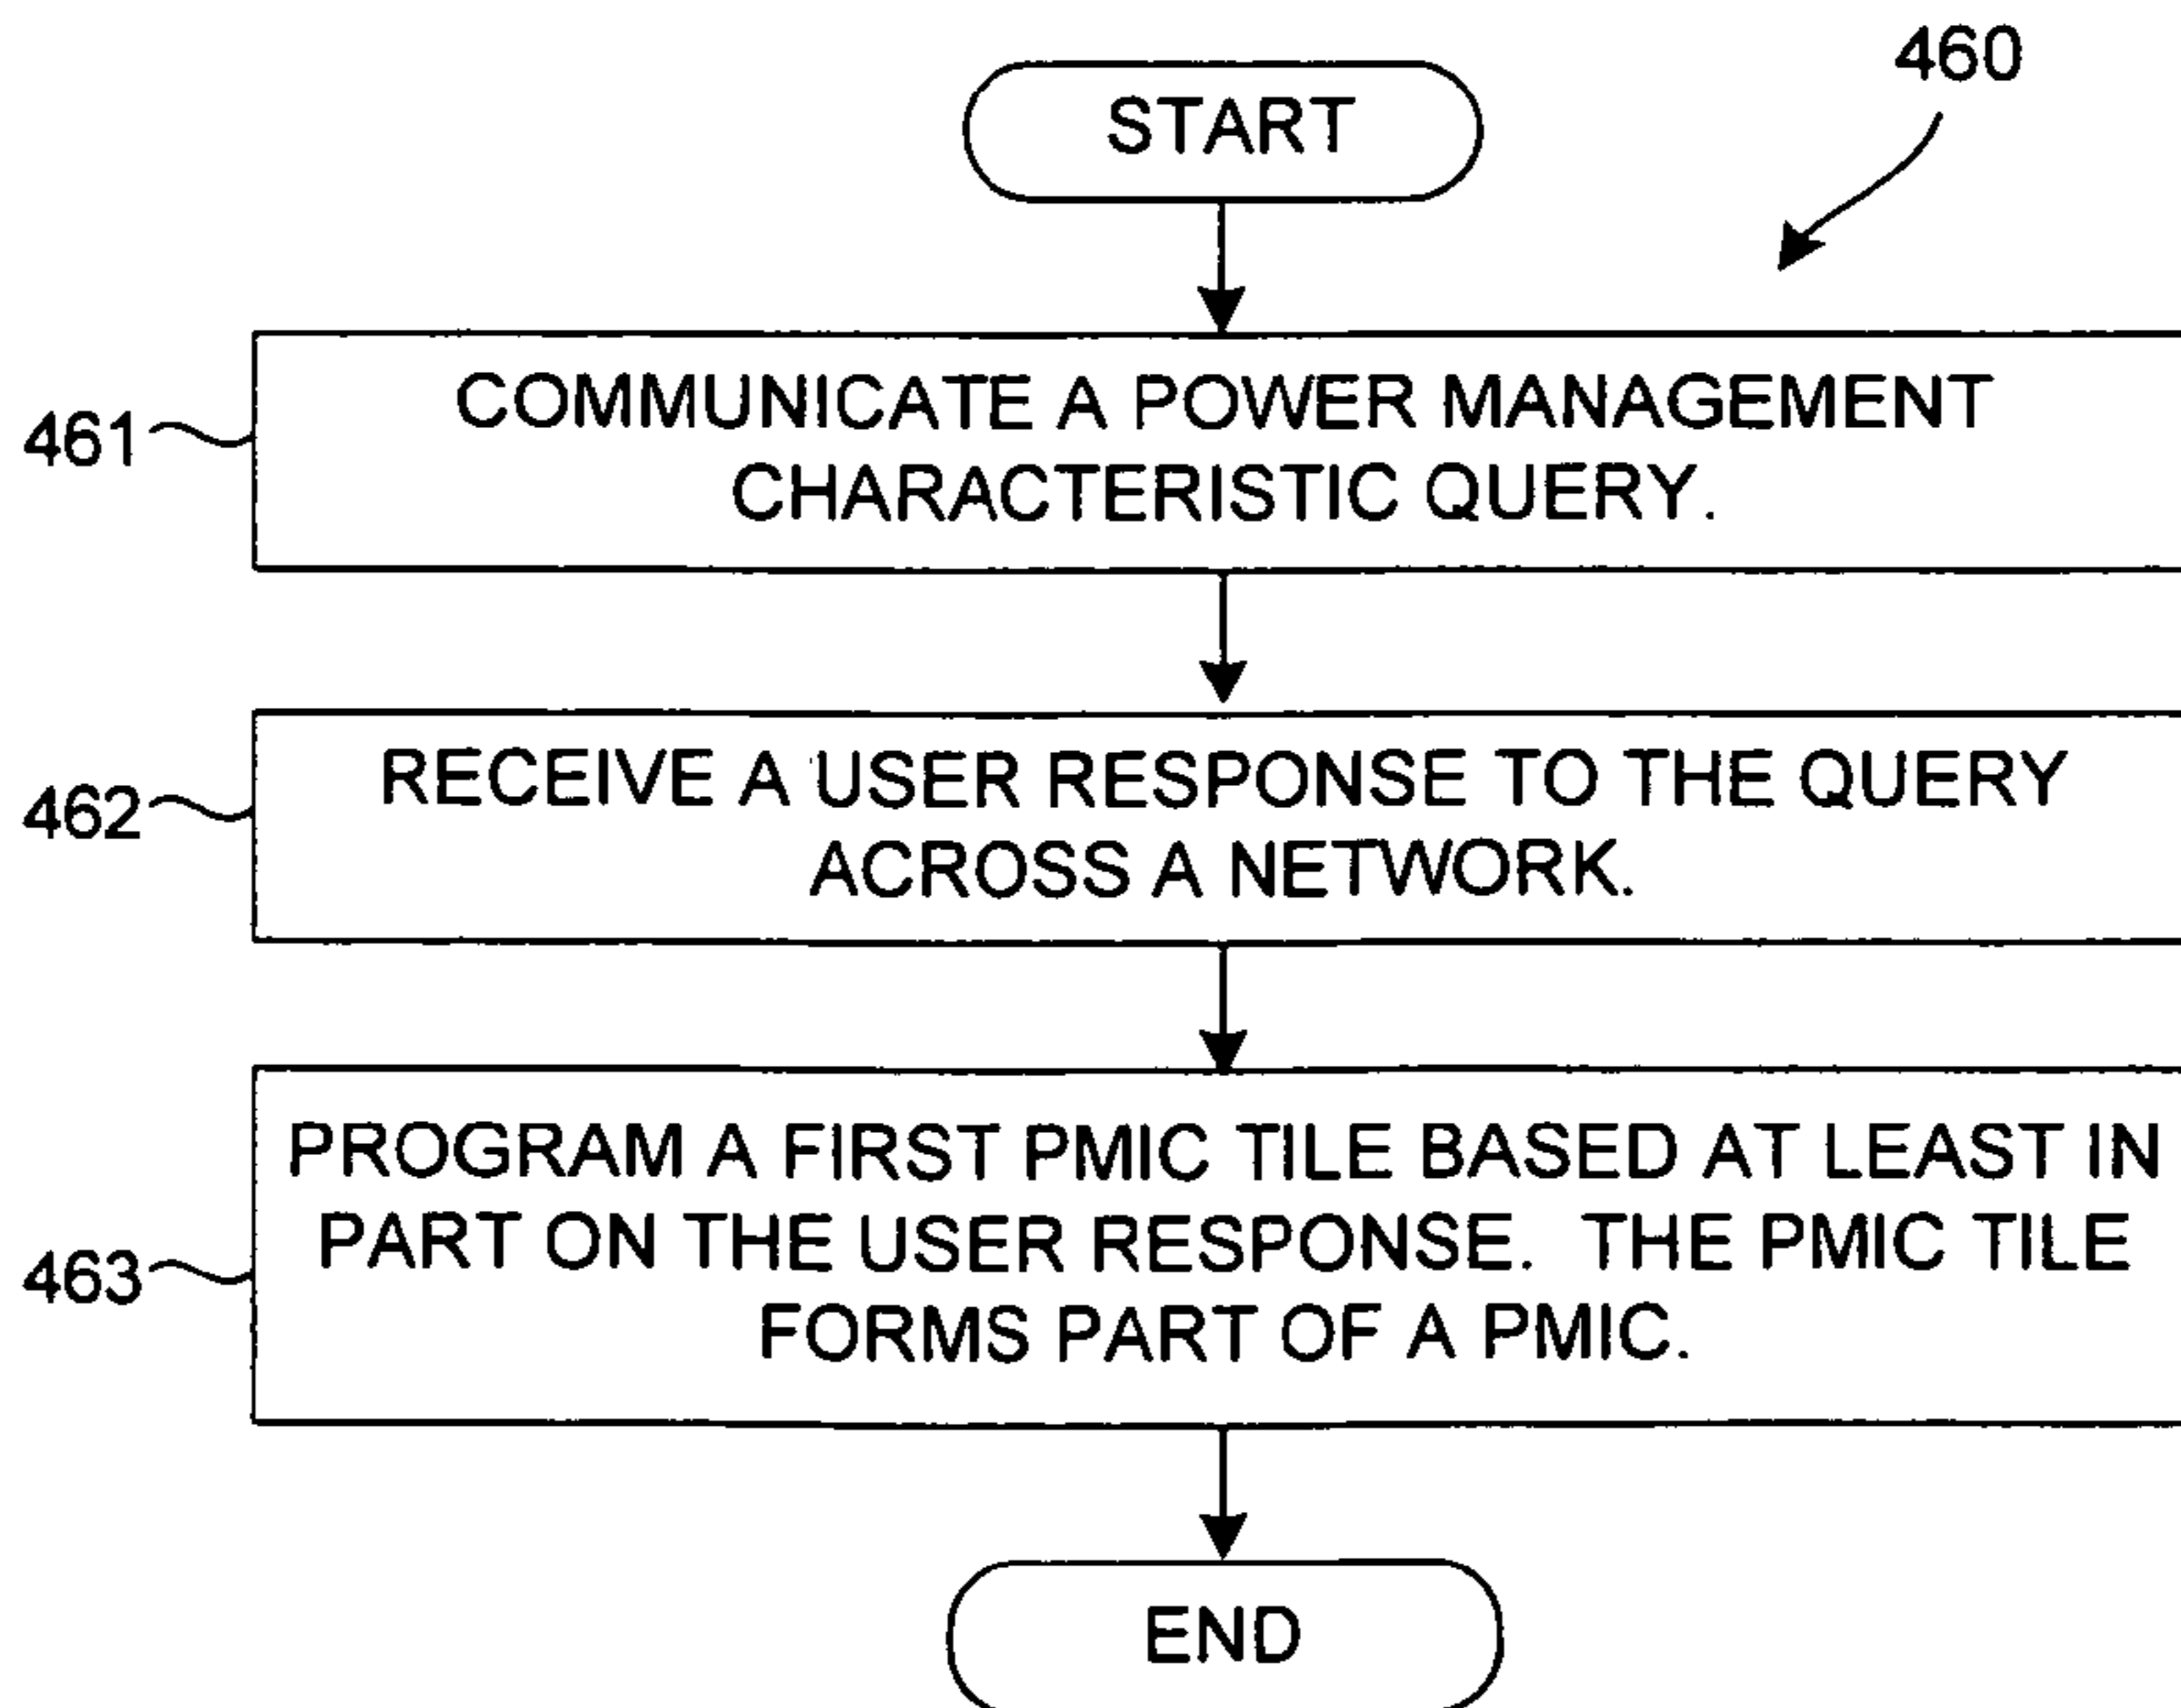 460
START
461
COMMUNICATE A POWER MANAGEMENT
CHARACTERISTIC QUERY.
462
RECEIVE A USER RESPONSE TO THE QUERY
ACROSS A NETWORK.
463
PROGRAM A FIRST PMIC TILE BASED AT LEAST IN
PART ON THE USER RESPONSE. THE PMIC TILE
FORMS PART OF A PMIC.
END